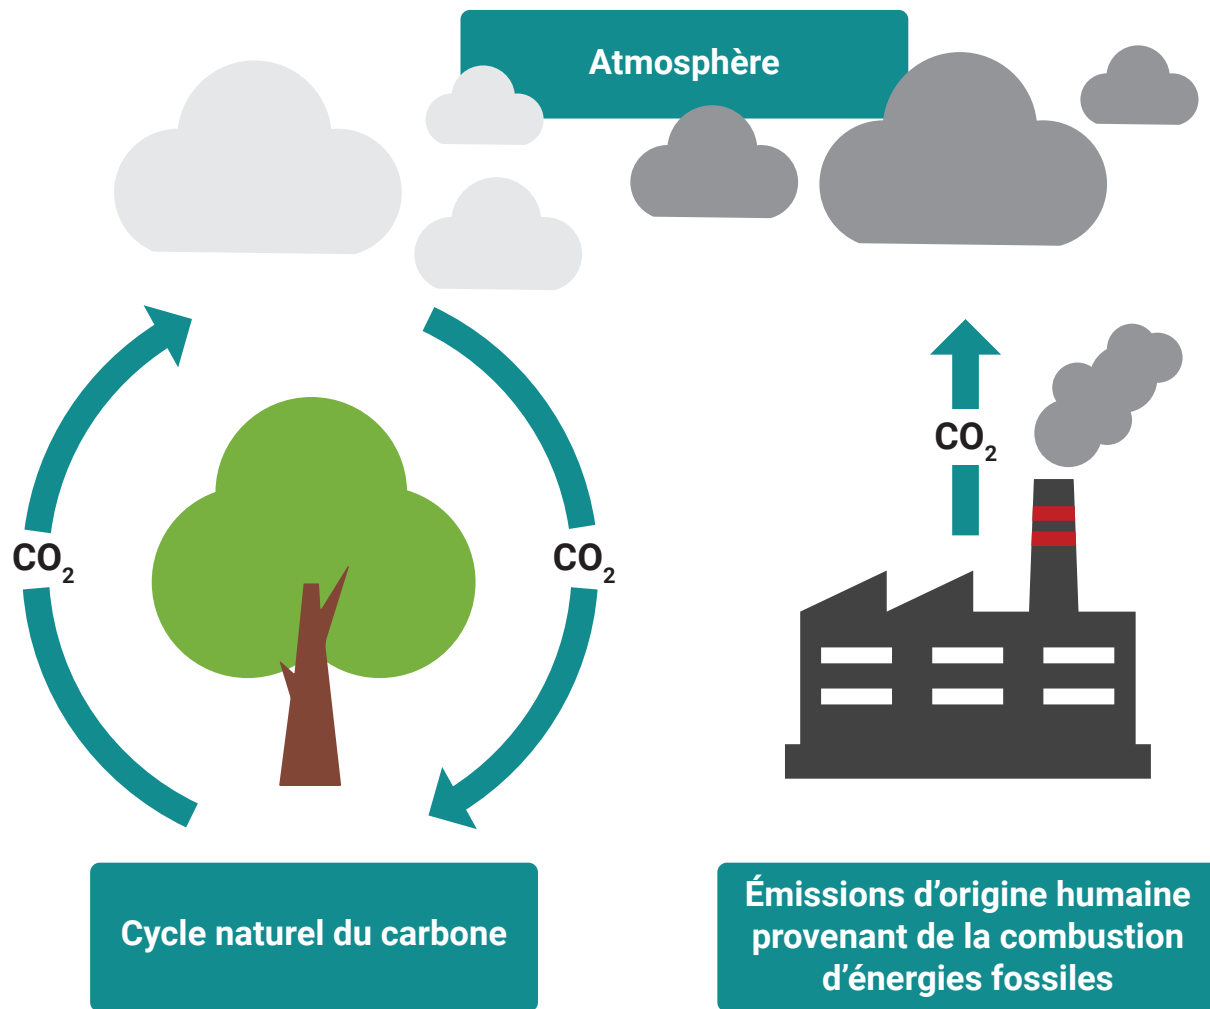 Atmosphère
CO₂
CO₂
CO₂
Cycle naturel du carbone
Émissions d’origine humaine
provenant de la combustion
d’énergies fossiles